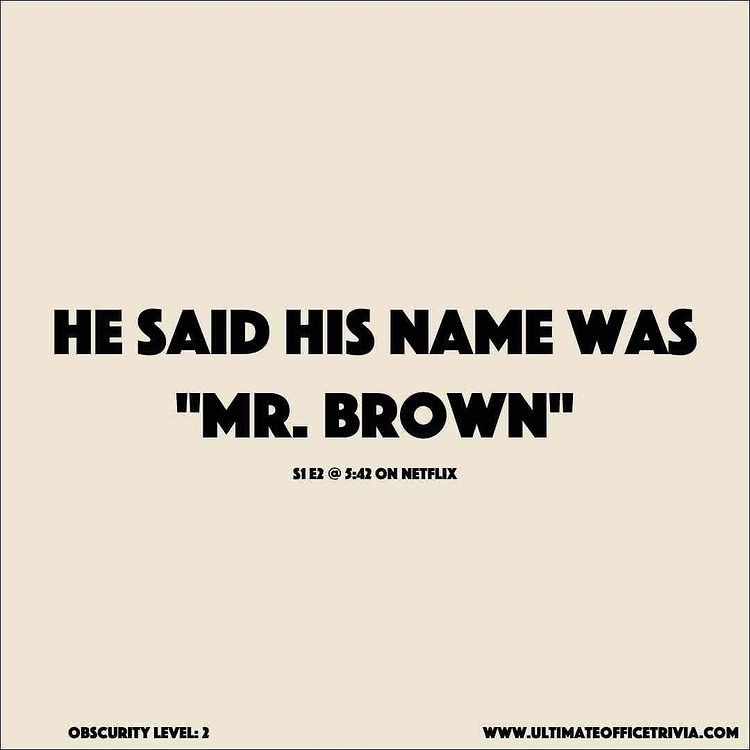 HE SAID HIS NAME WAS
"MR. BROWN"
S1 E2 @ 5:42 ON NETFLIX
OBSCURITY LEVEL: 2
WWW.ULTIMATEOFFICETRIVIA.COM